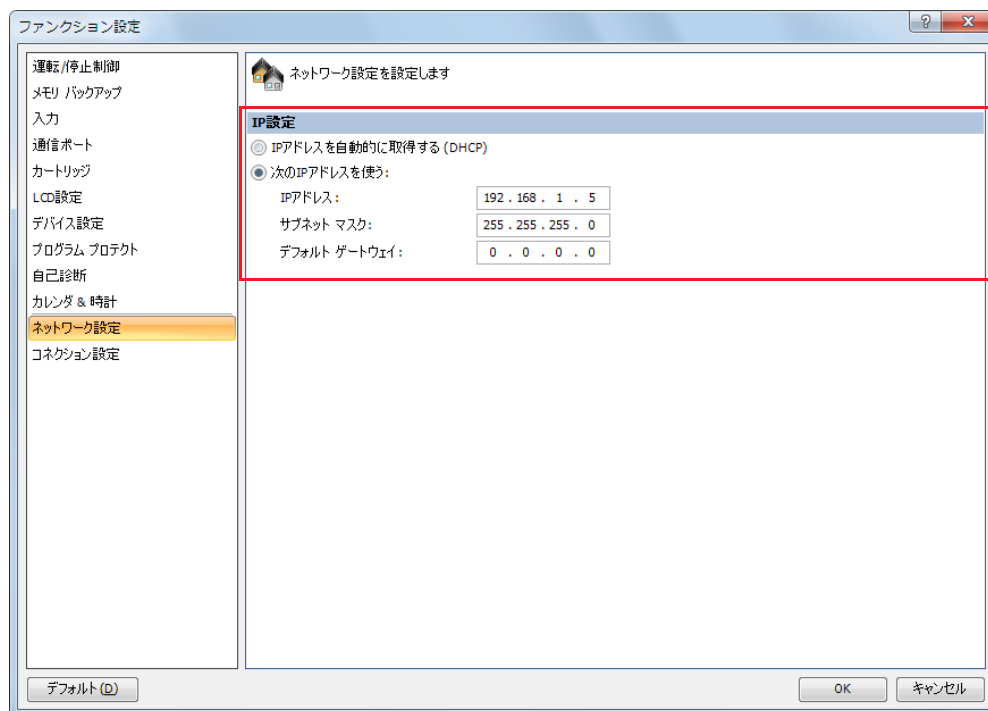 ファンクション設定
運転/停止制御
メモリ バックアップ
入力
通信ポート
カートリッジ
LCD設定
デバイス設定
プログラム プロテクト
自己診断
カレンダ & 時計
ネットワーク設定
コネクション設定
ネットワーク設定を設定します
IP設定
IPアドレスを自動的に取得する (DHCP)
次のIPアドレスを使う:
IPアドレス: 192 . 168 . 1 . 5
サブネット マスク: 255 . 255 . 255 . 0
デフォルト ゲートウェイ: 0 . 0 . 0 . 0
デフォルト(D)
OK
キャンセル